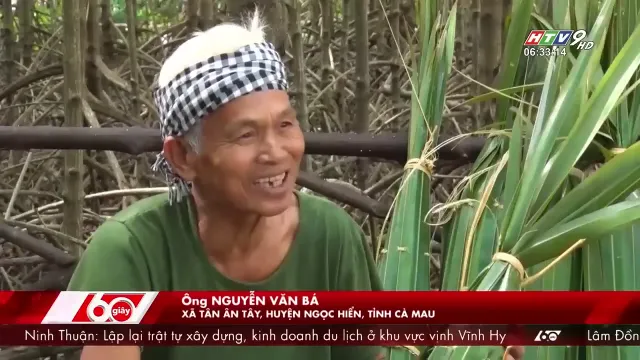 HTV9 HD
06:33:14
Ông NGUYỄN VĂN BÁ
60 giây
XÃ TÂN ÂN TÂY, HUYỆN NGỌC HIỂN, TỈNH CÀ MAU
Ninh Thuận: Lập lại trật tự xây dựng, kinh doanh du lịch ở khu vực vịnh Vĩnh Hy 60 Lâm Đồn